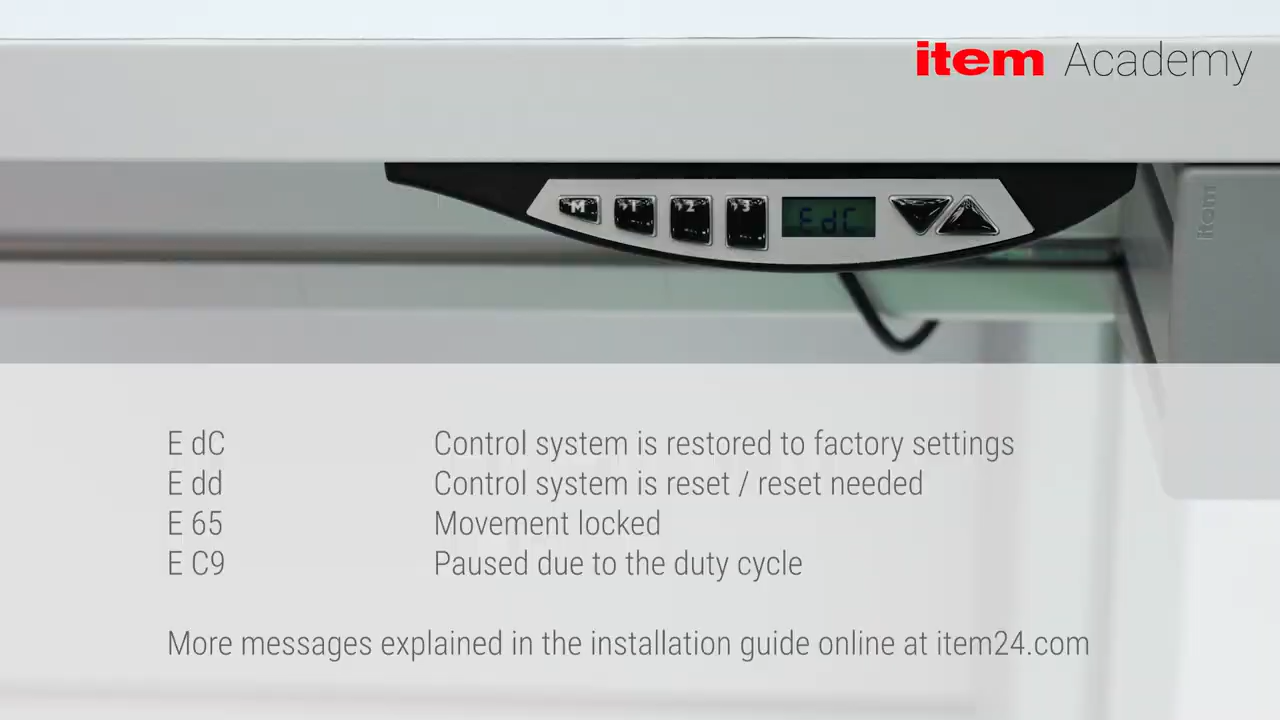 item Academy
M 1 2 3 EdC
item
E dC Control system is restored to factory settings
E dd Control system is reset / reset needed
E 65 Movement locked
E C9 Paused due to the duty cycle
More messages explained in the installation guide online at item24.com